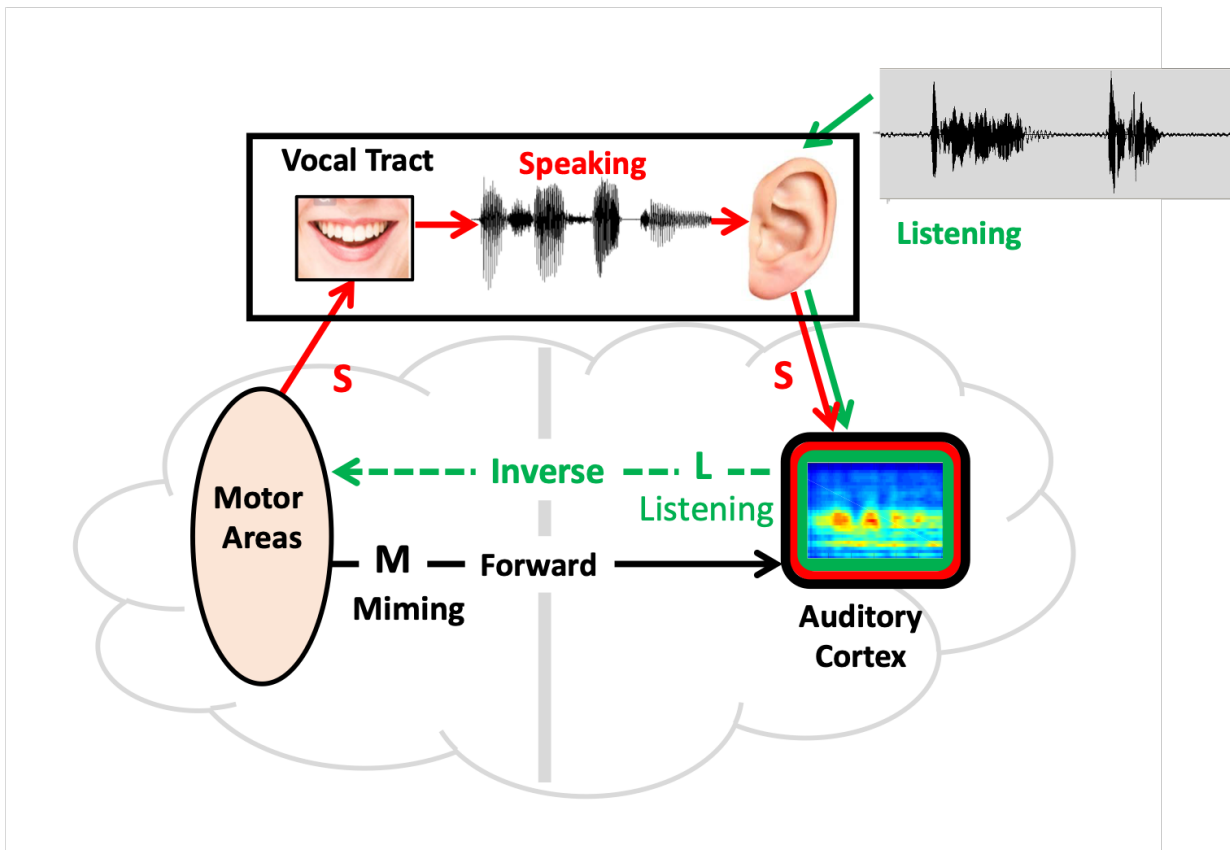 Vocal Tract
Speaking
Listening
S
S
Inverse
L
Listening
Motor
Areas
M
Forward
Miming
Auditory
Cortex